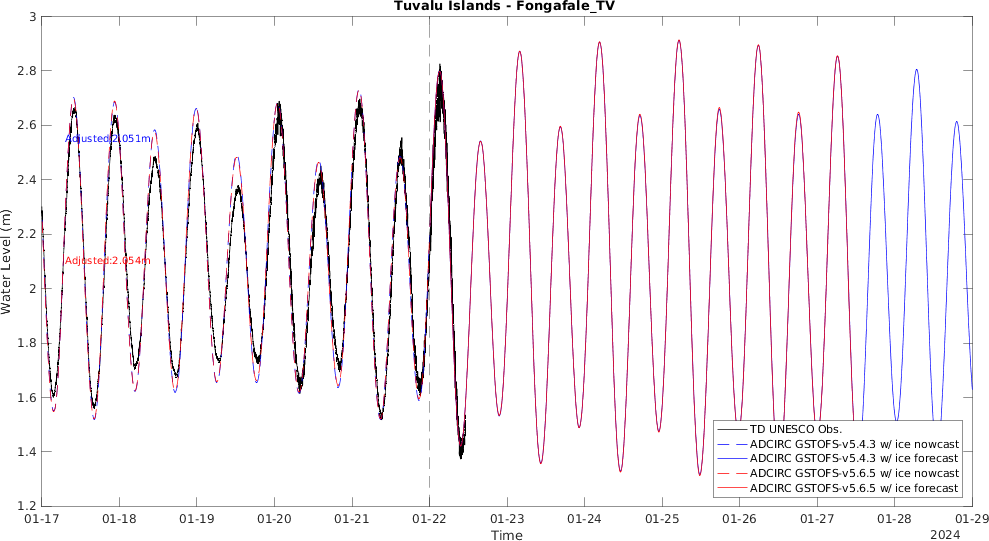 Tuvalu Islands - Fongafale_TV
Water Level (m)
3
2.8
2.6
2.4
2.2
2
1.8
1.6
1.4
1.2
Adjusted:2.051m
Adjusted:2.054m
TD UNESCO Obs.
ADCIRC GSTOFS-v5.4.3 w/ ice nowcast
ADCIRC GSTOFS-v5.4.3 w/ ice forecast
ADCIRC GSTOFS-v5.6.5 w/ ice nowcast
ADCIRC GSTOFS-v5.6.5 w/ ice forecast
01-17 01-18 01-19 01-20 01-21 01-22 01-23 01-24 01-25 01-26 01-27 01-28 01-29
Time
2024